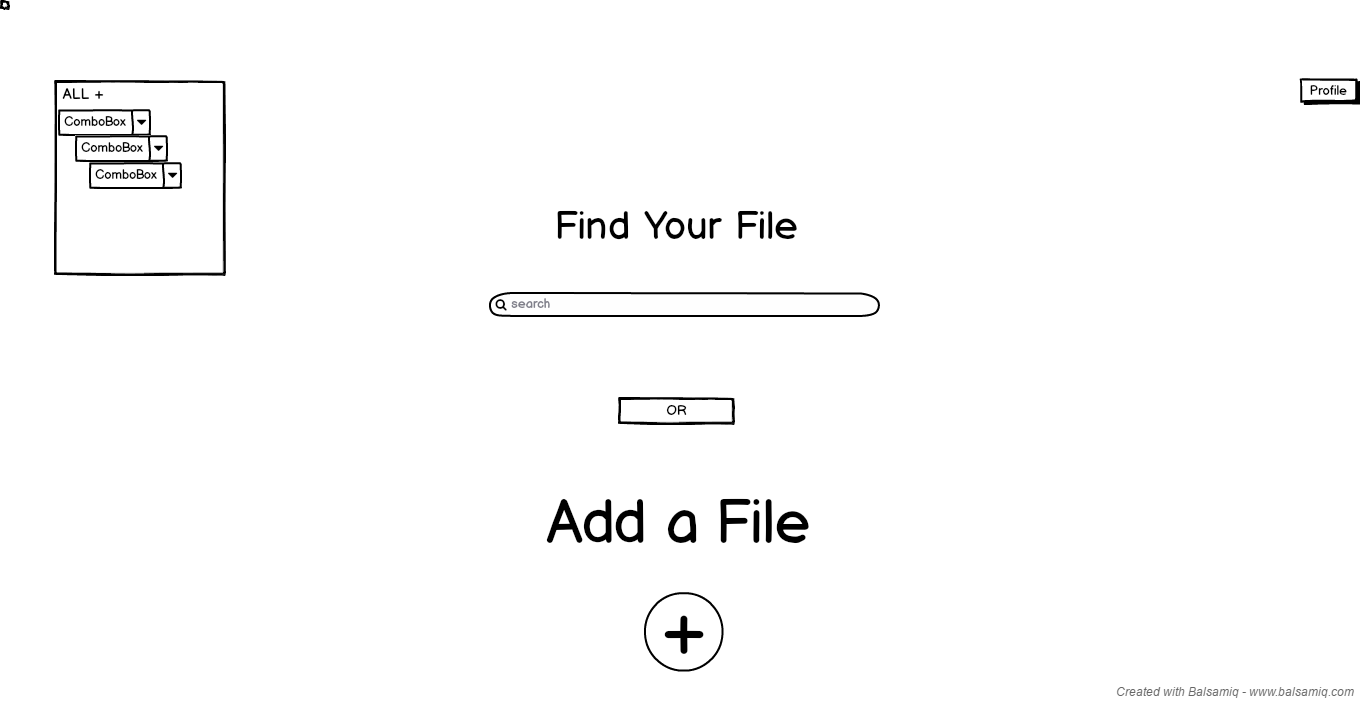 ALL +
Profile
ComboBox
ComboBox
ComboBox
Find Your File
search
OR
Add a File
Created with Balsamiq - www.balsamiq.com